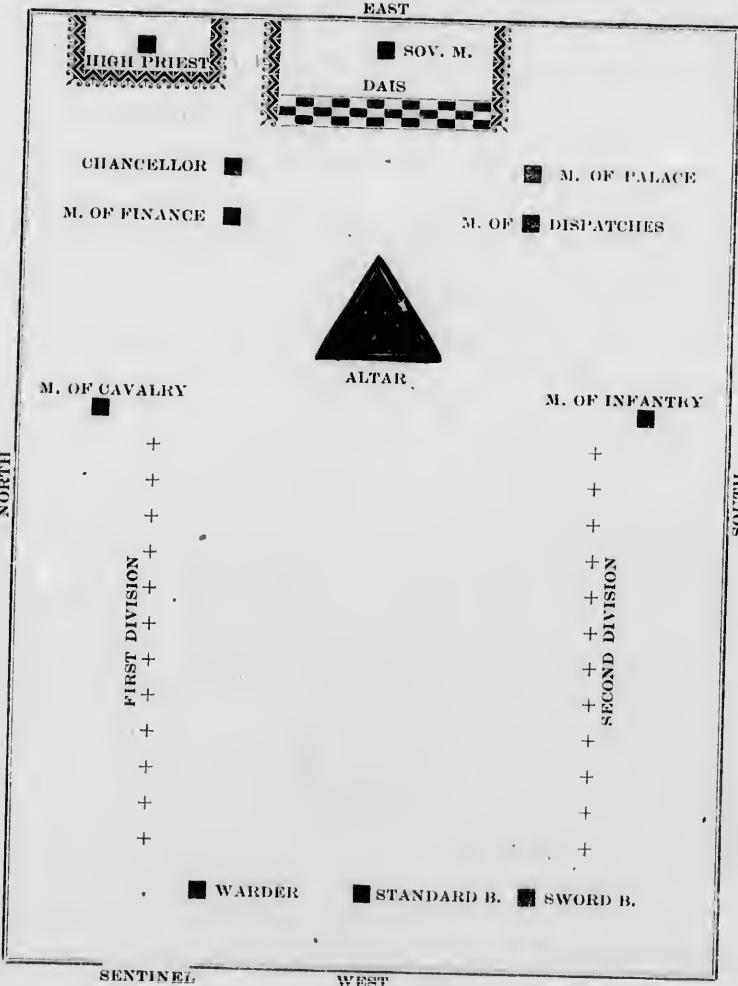 EAST
HIGH PRIEST
SOV. M.
DAIS
CHANCELLOR
M. OF PALACE
M. OF FINANCE
M. OF DISPATCHES
ALTAR
M. OF CAVALRY
M. OF INFANTRY
NORTH
SOUTH
FIRST DIVISION
SECOND DIVISION
WARDER
STANDARD B.
SWORD B.
SENTINEL
WEST